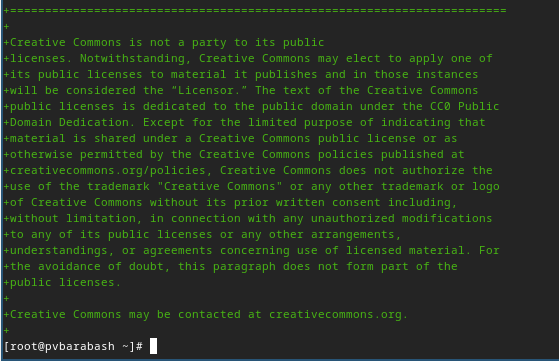 +=======================================================================
+
+Creative Commons is not a party to its public
+licenses. Notwithstanding, Creative Commons may elect to apply one of
+its public licenses to material it publishes and in those instances
+will be considered the “Licensor.” The text of the Creative Commons
+public licenses is dedicated to the public domain under the CC0 Public
+Domain Dedication. Except for the limited purpose of indicating that
+material is shared under a Creative Commons public license or as
+otherwise permitted by the Creative Commons policies published at
+creativecommons.org/policies, Creative Commons does not authorize the
+use of the trademark "Creative Commons" or any other trademark or logo
+of Creative Commons without its prior written consent including,
+without limitation, in connection with any unauthorized modifications
+to any of its public licenses or any other arrangements,
+understandings, or agreements concerning use of licensed material. For
+the avoidance of doubt, this paragraph does not form part of the
+public licenses.
+
+Creative Commons may be contacted at creativecommons.org.
+
[root@pvbarabash ~]#